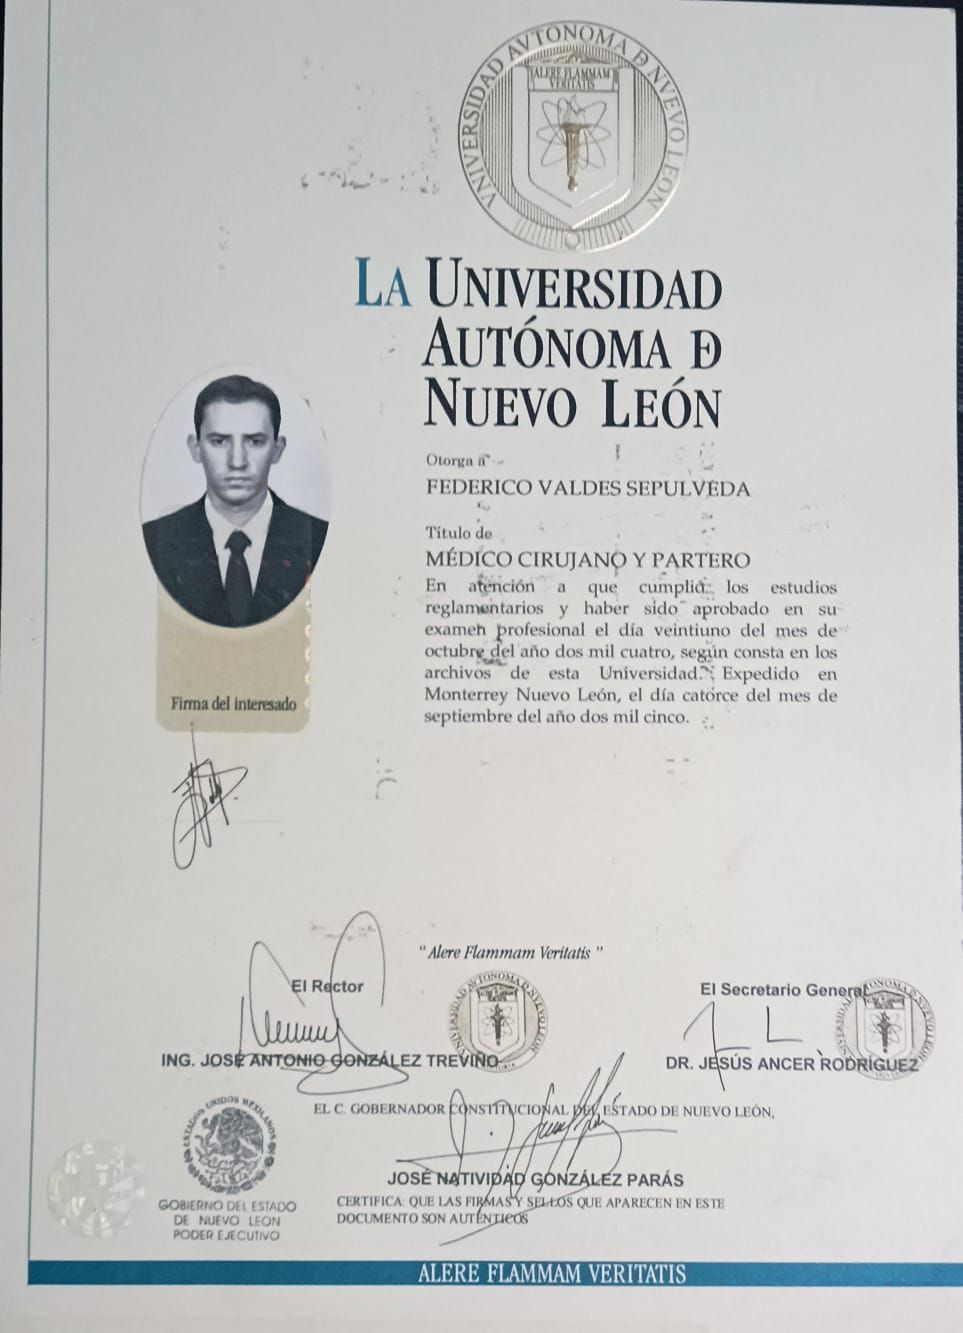 UNIVERSIDAD AVTONOMA Ð NVEVO LEON
ALERE FLAMMAM
VERITATIS
LA UNIVERSIDAD
AUTÓNOMA Ð
NUEVO LEÓN
Otorga a
FEDERICO VALDES SEPULVEDA
Título de
MÉDICO CIRUJANO Y PARTERO
En atención a que cumplió los estudios
reglamentarios y haber sido aprobado en su
examen profesional el día veintiuno del mes de
octubre del año dos mil cuatro, según consta en los
archivos de esta Universidad. Expedido en
Monterrey Nuevo León, el día catorce del mes de
septiembre del año dos mil cinco.
Firma del interesado
"Alere Flammam Veritatis"
El Rector
ING. JOSÉ ANTONIO GONZÁLEZ TREVIÑO
El Secretario General
DR. JESÚS ANCER RODRÍGUEZ
EL C. GOBERNADOR CONSTITUCIONAL DEL ESTADO DE NUEVO LEÓN,
JOSÉ NATIVIDAD GONZÁLEZ PARÁS
CERTIFICA: QUE LAS FIRMAS Y SELLOS QUE APARECEN EN ESTE
DOCUMENTO SON AUTÉNTICOS
ESTADOS UNIDOS MEXICANOS
GOBIERNO DEL ESTADO
DE NUEVO LEON
PODER EJECUTIVO
ALERE FLAMMAM VERITATIS